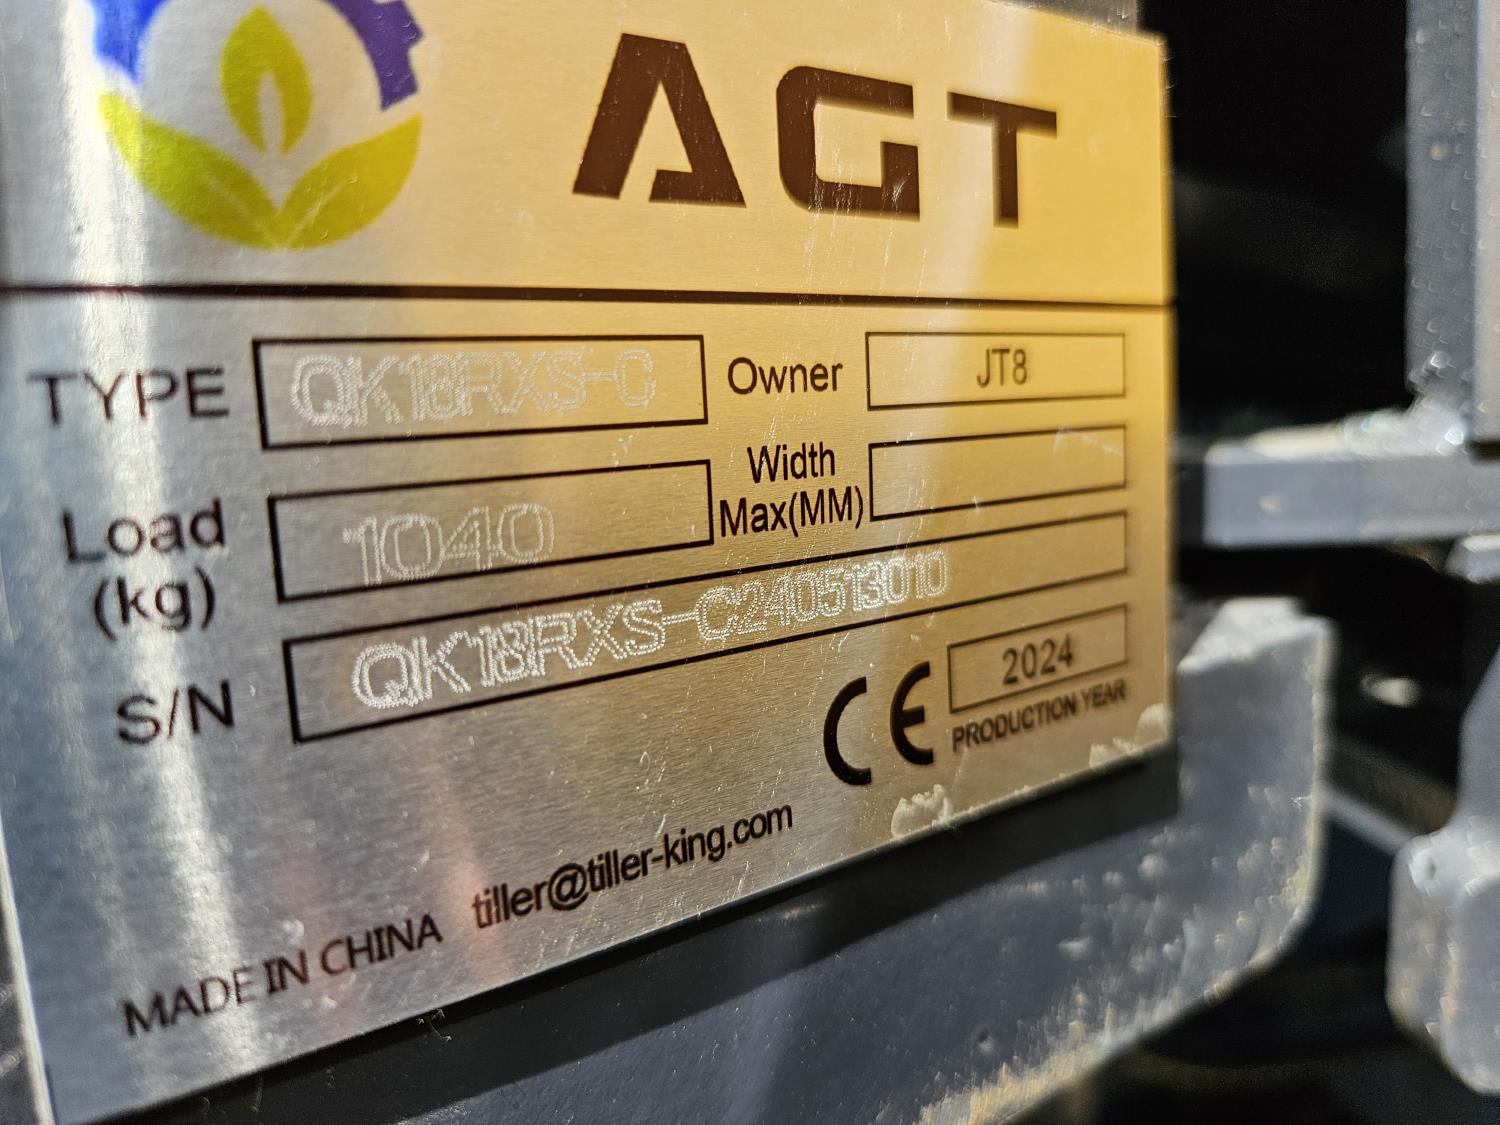 AGT
TYPE QK18RXS-C Owner JT8
Load (kg) 1040 Width Max(MM)
S/N QK18RXS-C240513010
CE 2024
PRODUCTION YEAR
MADE IN CHINA tiller@tiller-king.com